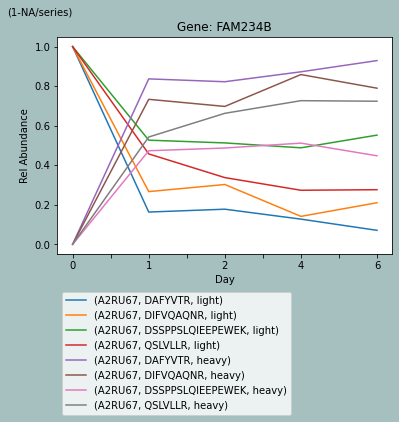 (1-NA/series)
Gene: FAM234B
1.0
0.8
0.6
0.4
0.2
0.0
Rel Abundance
0 1 2 4 6
Day
(A2RU67, DAFYVTR, light)
(A2RU67, DIFVQAQNR, light)
(A2RU67, DSSPPSLQIEEPEWEK, light)
(A2RU67, QSLVLLR, light)
(A2RU67, DAFYVTR, heavy)
(A2RU67, DIFVQAQNR, heavy)
(A2RU67, DSSPPSLQIEEPEWEK, heavy)
(A2RU67, QSLVLLR, heavy)